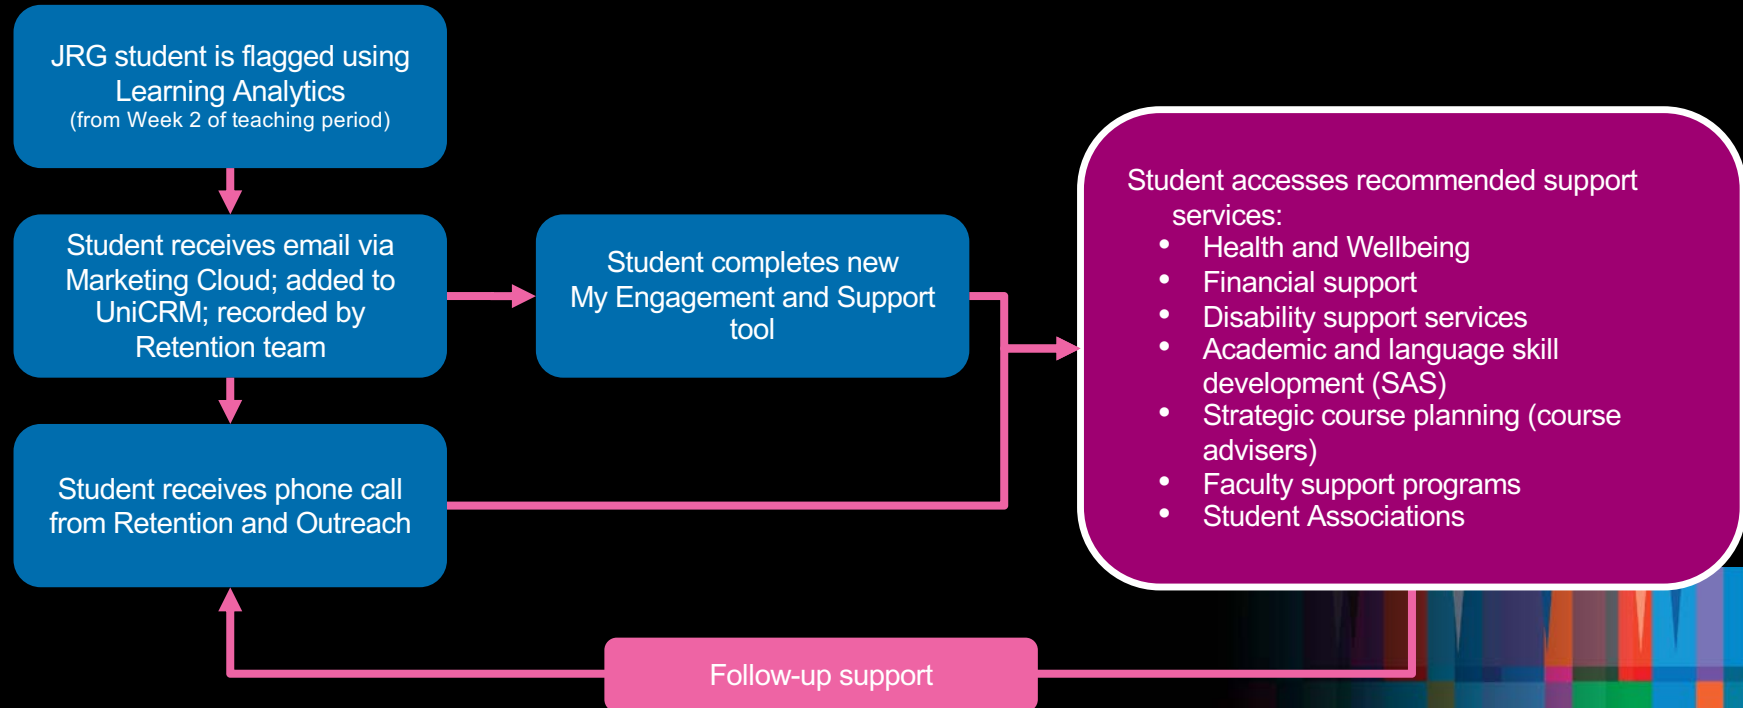 JRG student is flagged using
Learning Analytics
(from Week 2 of teaching period)
Student receives email via
Marketing Cloud; added to
UniCRM; recorded by
Retention team
Student completes new
My Engagement and Support
tool
Student receives phone call
from Retention and Outreach
Student accesses recommended support
services:
• Health and Wellbeing
• Financial support
• Disability support services
• Academic and language skill
development (SAS)
• Strategic course planning (course
advisers)
• Faculty support programs
• Student Associations
Follow-up support